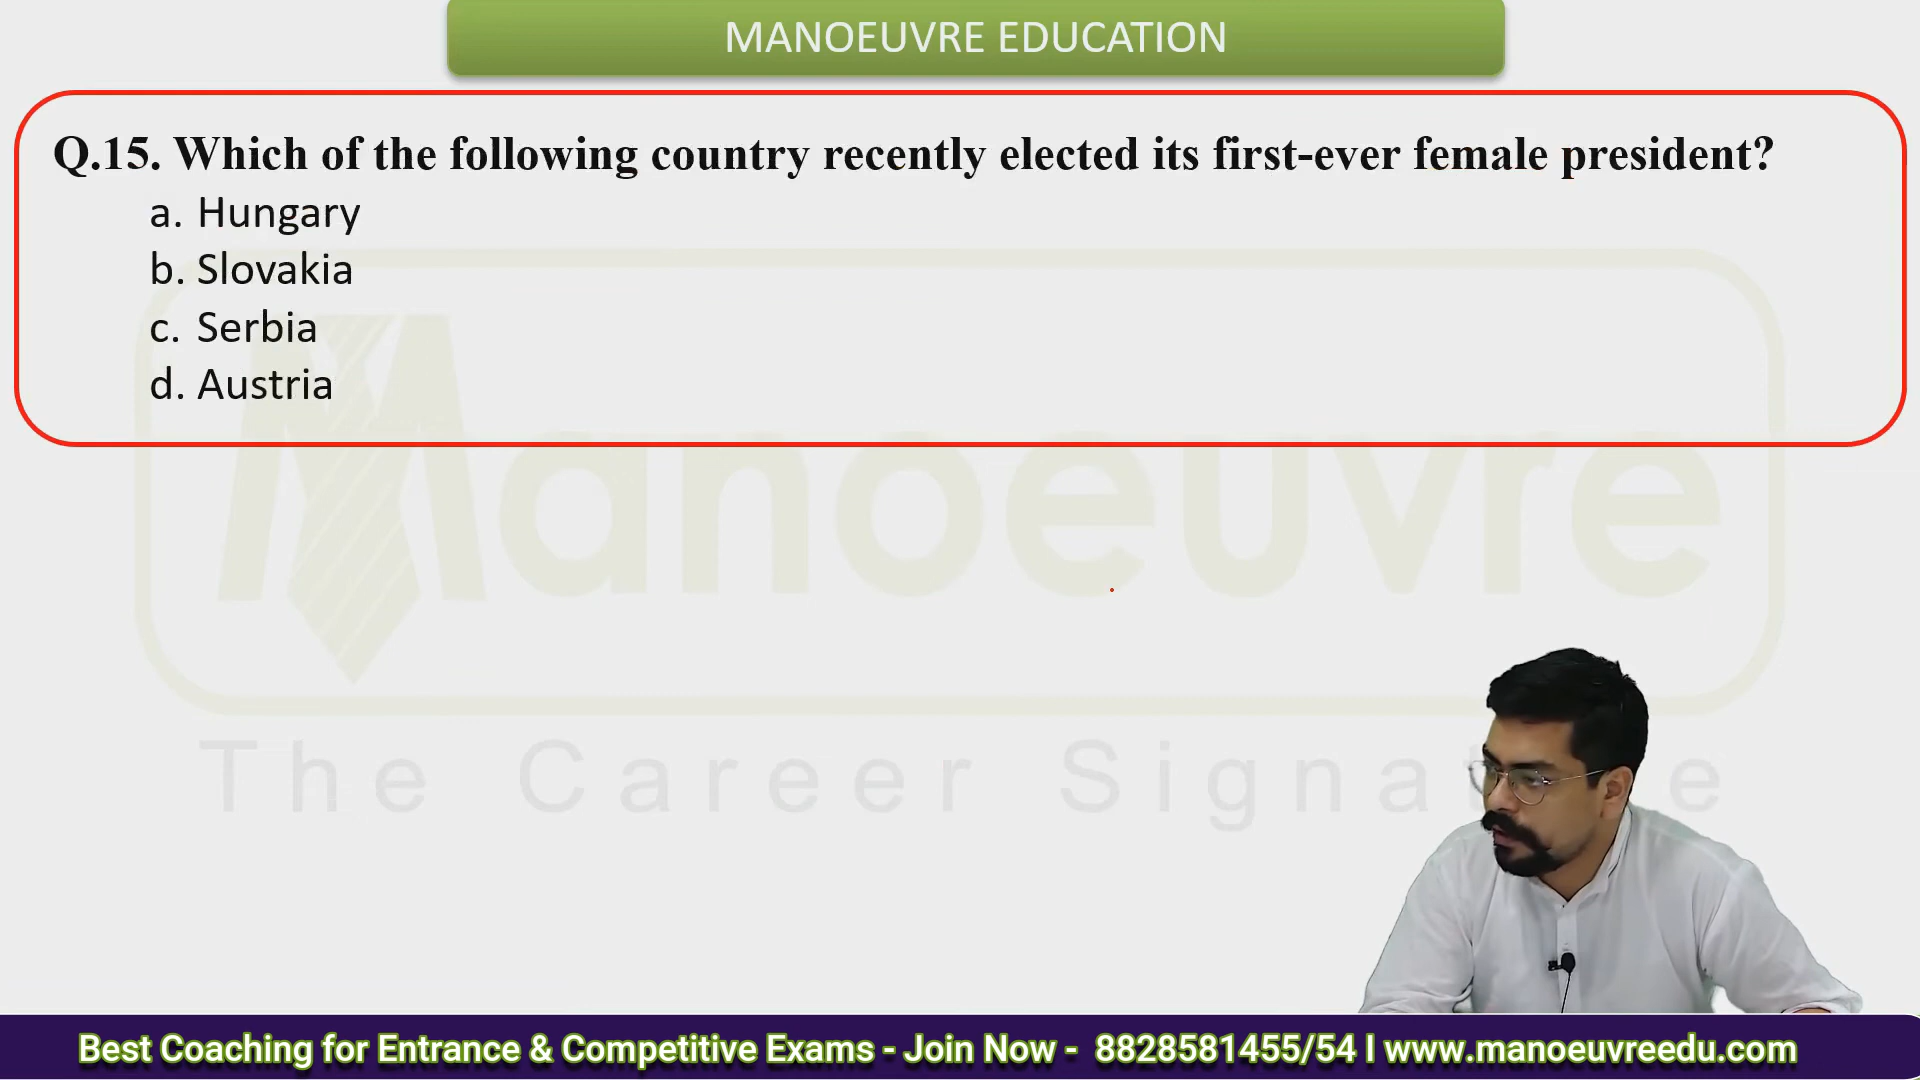 MANOEUVRE EDUCATION
Q.15. Which of the following country recently elected its first-ever female president?
a. Hungary
b. Slovakia
c. Serbia
d. Austria
Manoeuvre
The Career Signat e
Best Coaching for Entrance & Competitive Exams - Join Now - 8828581455/54 I www.manoeuvreedu.com